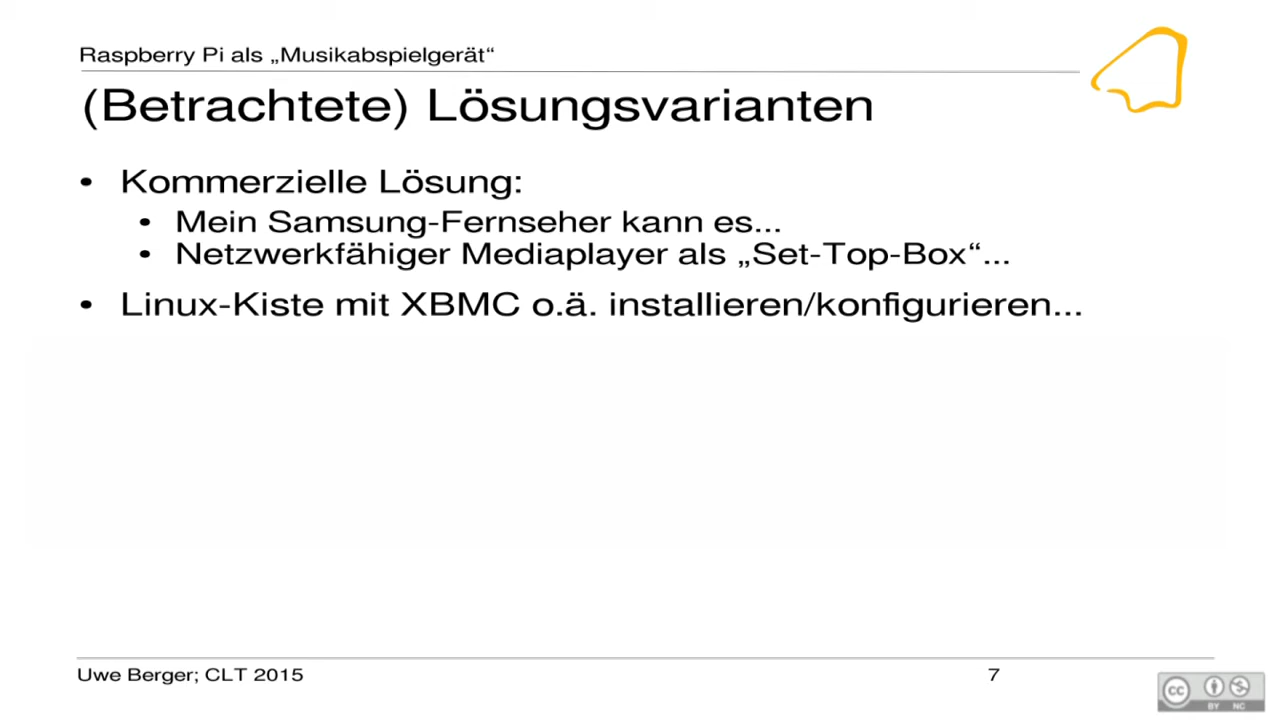 Raspberry Pi als „Musikabspielgerät“
(Betrachtete) Lösungsvarianten
• Kommerzielle Lösung:
• Mein Samsung-Fernseher kann es...
• Netzwerkfähiger Mediaplayer als „Set-Top-Box“...
• Linux-Kiste mit XBMC o.ä. installieren/konfigurieren...
Uwe Berger; CLT 2015
7
cc
BY NC